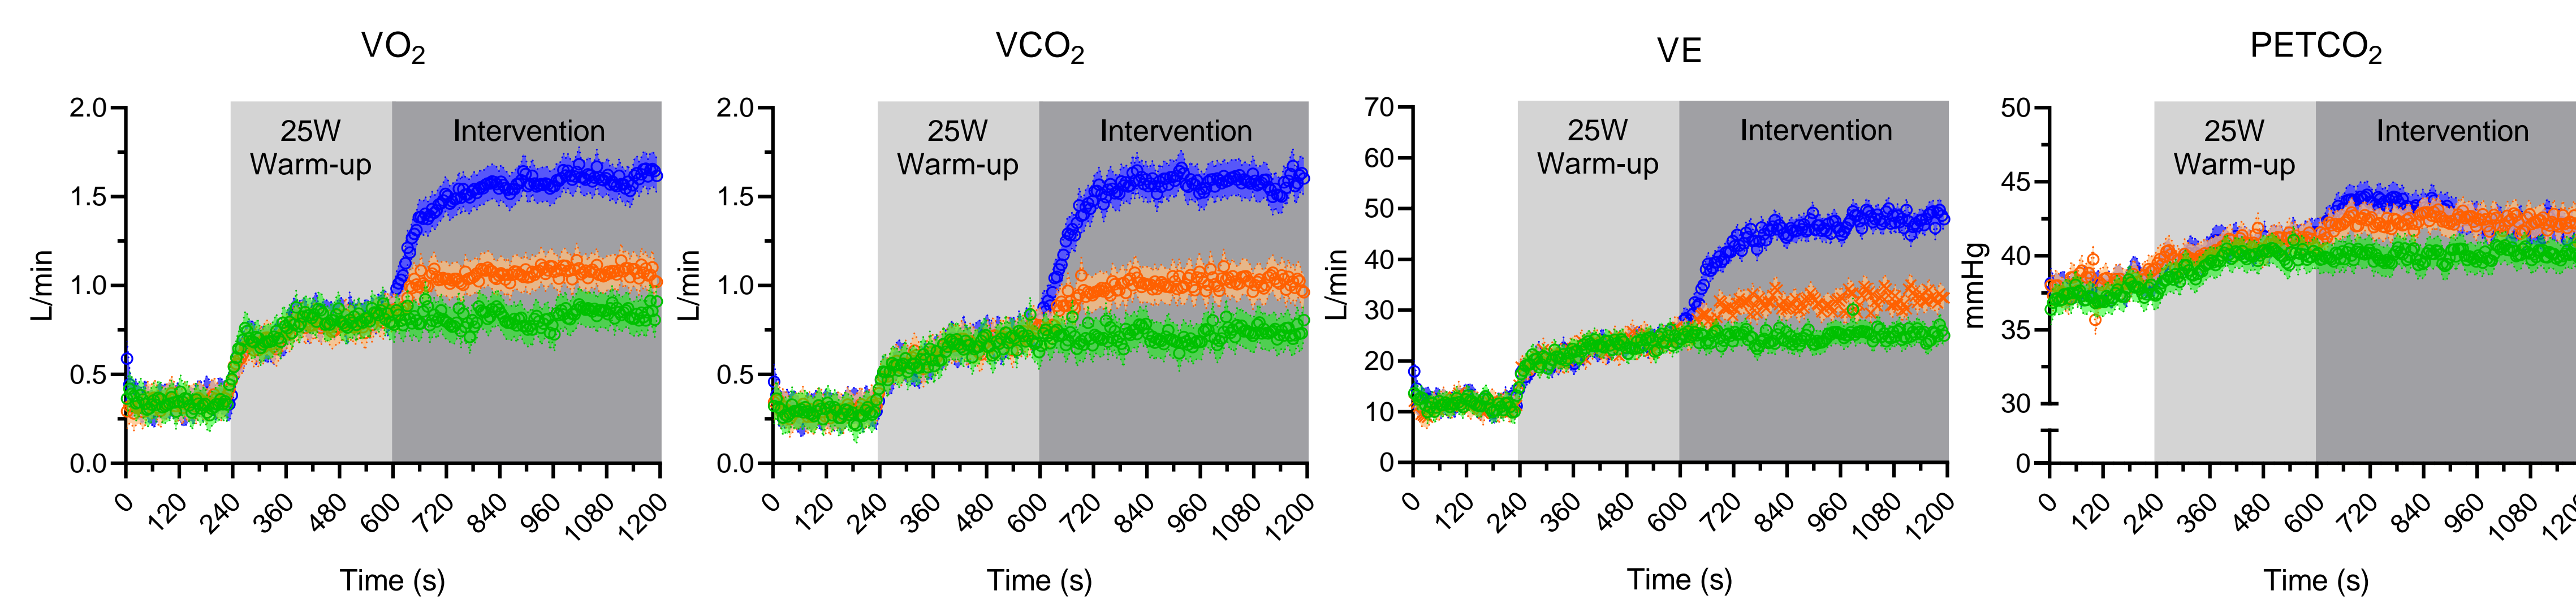 VO2
VCO2
VE
PETCO2
2.0
1.5
1.0
0.5
0.0
L/min
25W
Warm-up
Intervention
0
120
240
360
480
600
720
840
960
1080
1200
Time (s)
2.0
1.5
1.0
0.5
0.0
L/min
25W
Warm-up
Intervention
0
120
240
360
480
600
720
840
960
1080
1200
Time (s)
70
60
50
40
30
20
10
0
L/min
25W
Warm-up
Intervention
0
120
240
360
480
600
720
840
960
1080
1200
Time (s)
50
45
40
35
30
0
mmHg
25W
Warm-up
Intervention
0
120
240
360
480
600
720
840
960
1080
Time (s)